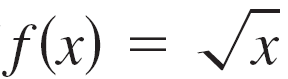 f(x) = √x